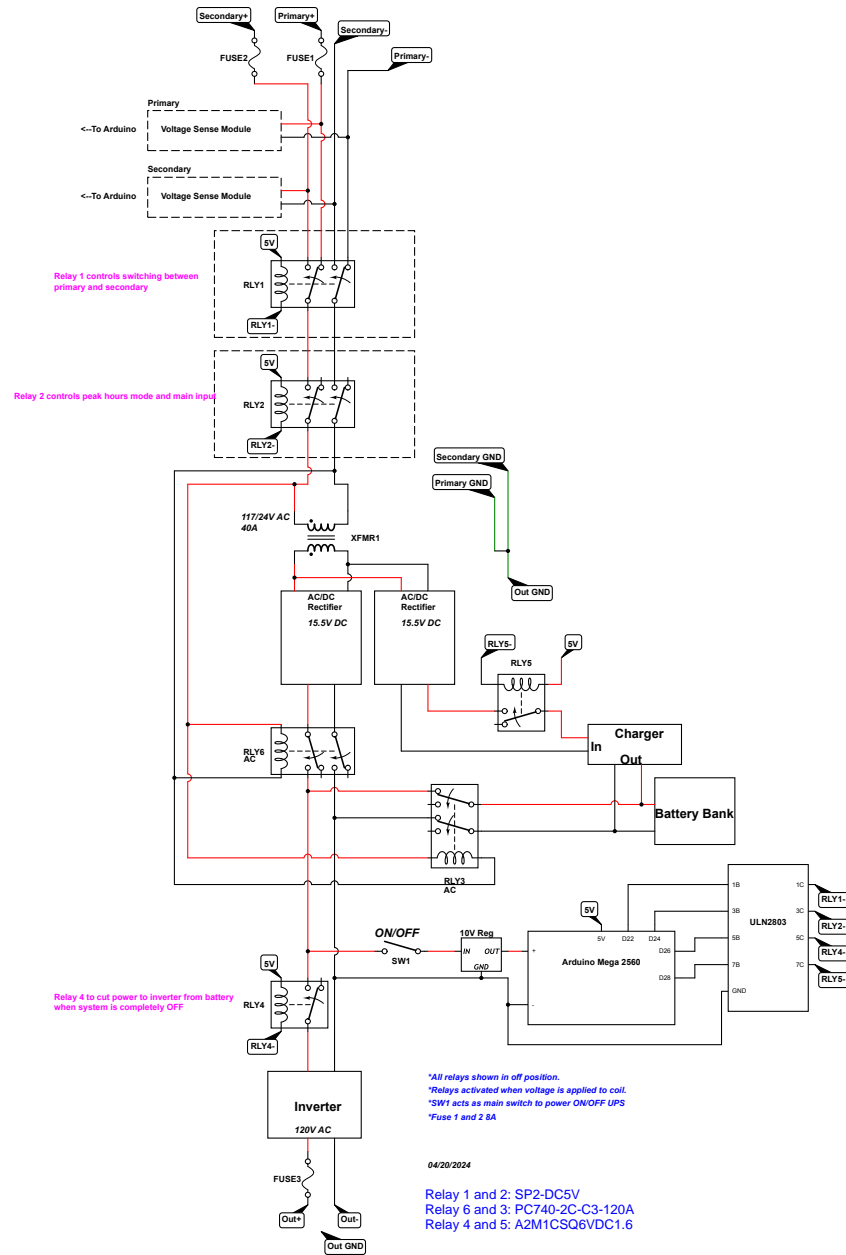 Secondary+
Primary+
Secondary-
Primary-
FUSE2
FUSE1
Primary
<--To Arduino
Voltage Sense Module
Secondary
<--To Arduino
Voltage Sense Module
5V
Relay 1 controls switching between
primary and secondary
RLY1
RLY1-
5V
Relay 2 controls peak hours mode and main input
RLY2
RLY2-
Secondary GND
Primary GND
117/24V AC
40A
XFMR1
Out GND
AC/DC
Rectifier
15.5V DC
AC/DC
Rectifier
15.5V DC
RLY5-
5V
RLY5
Charger
In
Out
RLY6
AC
Battery Bank
RLY3
AC
ULN2803
1B
1C
RLY1-
3B
3C
RLY2-
5B
5C
RLY4-
7B
7C
RLY5-
GND
5V
5V
D22
D24
D26
D28
Arduino Mega 2560
+
-
ON/OFF
SW1
10V Reg
IN
OUT
GND
5V
Relay 4 to cut power to inverter from battery
when system is completely OFF
RLY4
RLY4-
Inverter
120V AC
*All relays shown in off position.
*Relays activated when voltage is applied to coil.
*SW1 acts as main switch to power ON/OFF UPS
*Fuse 1 and 2 8A
04/20/2024
FUSE3
Out+
Out-
Out GND
Relay 1 and 2: SP2-DC5V
Relay 6 and 3: PC740-2C-C3-120A
Relay 4 and 5: A2M1CSQ6VDC1.6